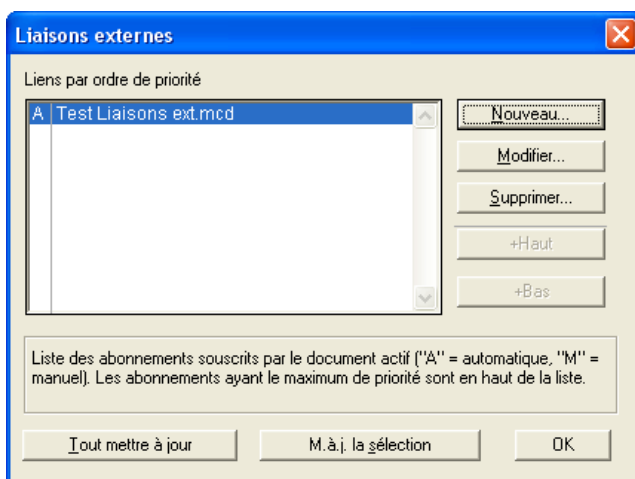 Liaisons externes
Liens par ordre de priorité
A Test Liaisons ext.mcd
Nouveau...
Modifier...
Supprimer...
+Haut
+Bas
Liste des abonnements souscrits par le document actif ("A" = automatique, "M" =
manuel). Les abonnements ayant le maximum de priorité sont en haut de la liste.
Tout mettre à jour M.à.j. la sélection OK